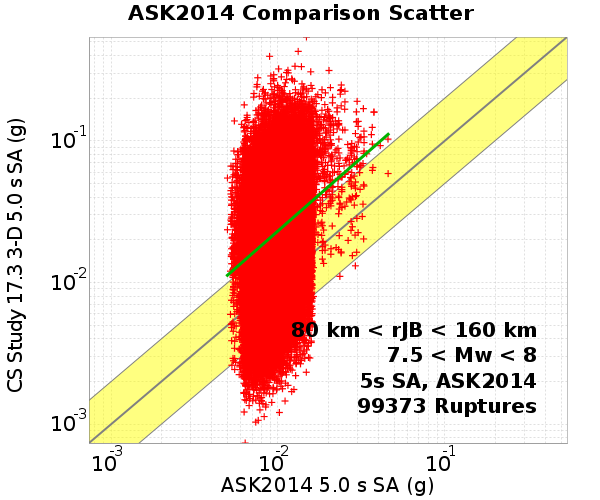 ASK2014 Comparison Scatter
CS Study 17.3 3-D 5.0 s SA (g)
10-1
10-2
10-3
80 km < rJB < 160 km
7.5 < Mw < 8
5s SA, ASK2014
99373 Ruptures
10-3 10-2 10-1
ASK2014 5.0 s SA (g)